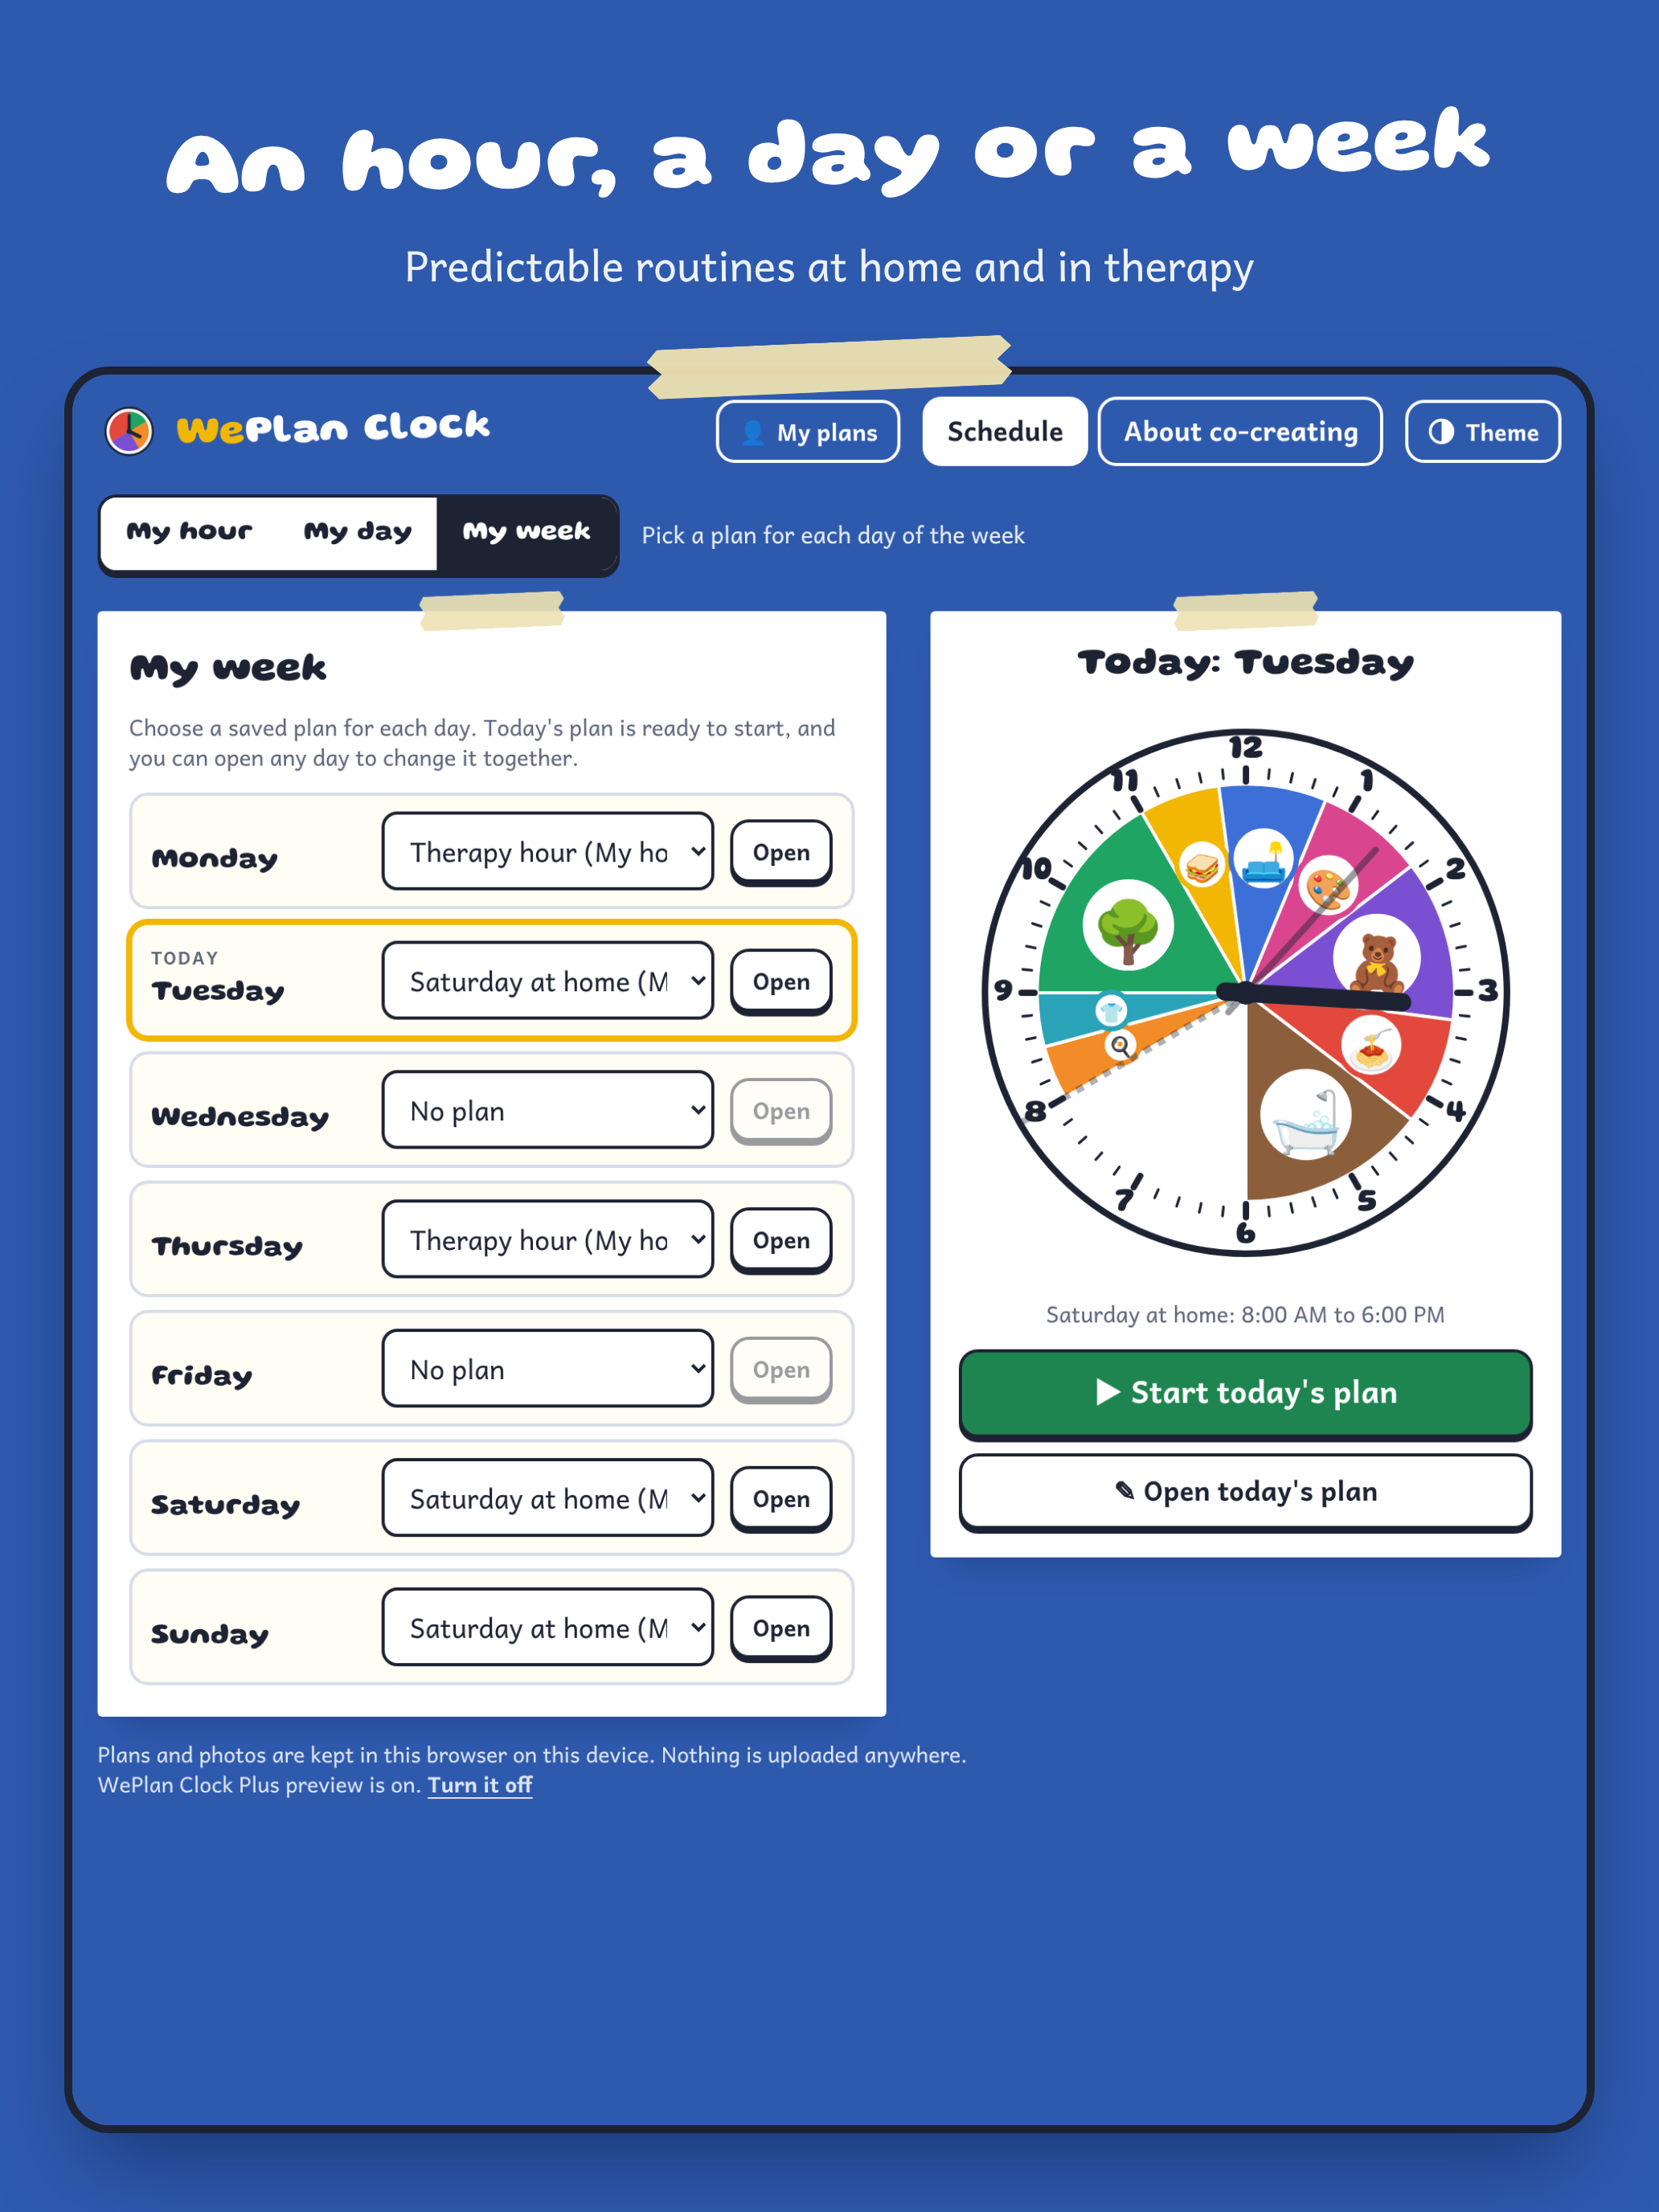 An hour, a day or a week
Predictable routines at home and in therapy
WePlan Clock
My plans
Schedule
About co-creating
Theme
My hour
My day
My week
Pick a plan for each day of the week
My week
Choose a saved plan for each day. Today's plan is ready to start, and
you can open any day to change it together.
Monday
Therapy hour (My ho
Open
TODAY
Tuesday
Saturday at home (M
Open
Wednesday
No plan
Open
Thursday
Therapy hour (My ho
Open
Friday
No plan
Open
Saturday
Saturday at home (M
Open
Sunday
Saturday at home (M
Open
Today: Tuesday
12
1
2
3
4
5
6
7
8
9
10
11
Saturday at home: 8:00 AM to 6:00 PM
▶ Start today's plan
✎ Open today's plan
Plans and photos are kept in this browser on this device. Nothing is uploaded anywhere.
WePlan Clock Plus preview is on. Turn it off